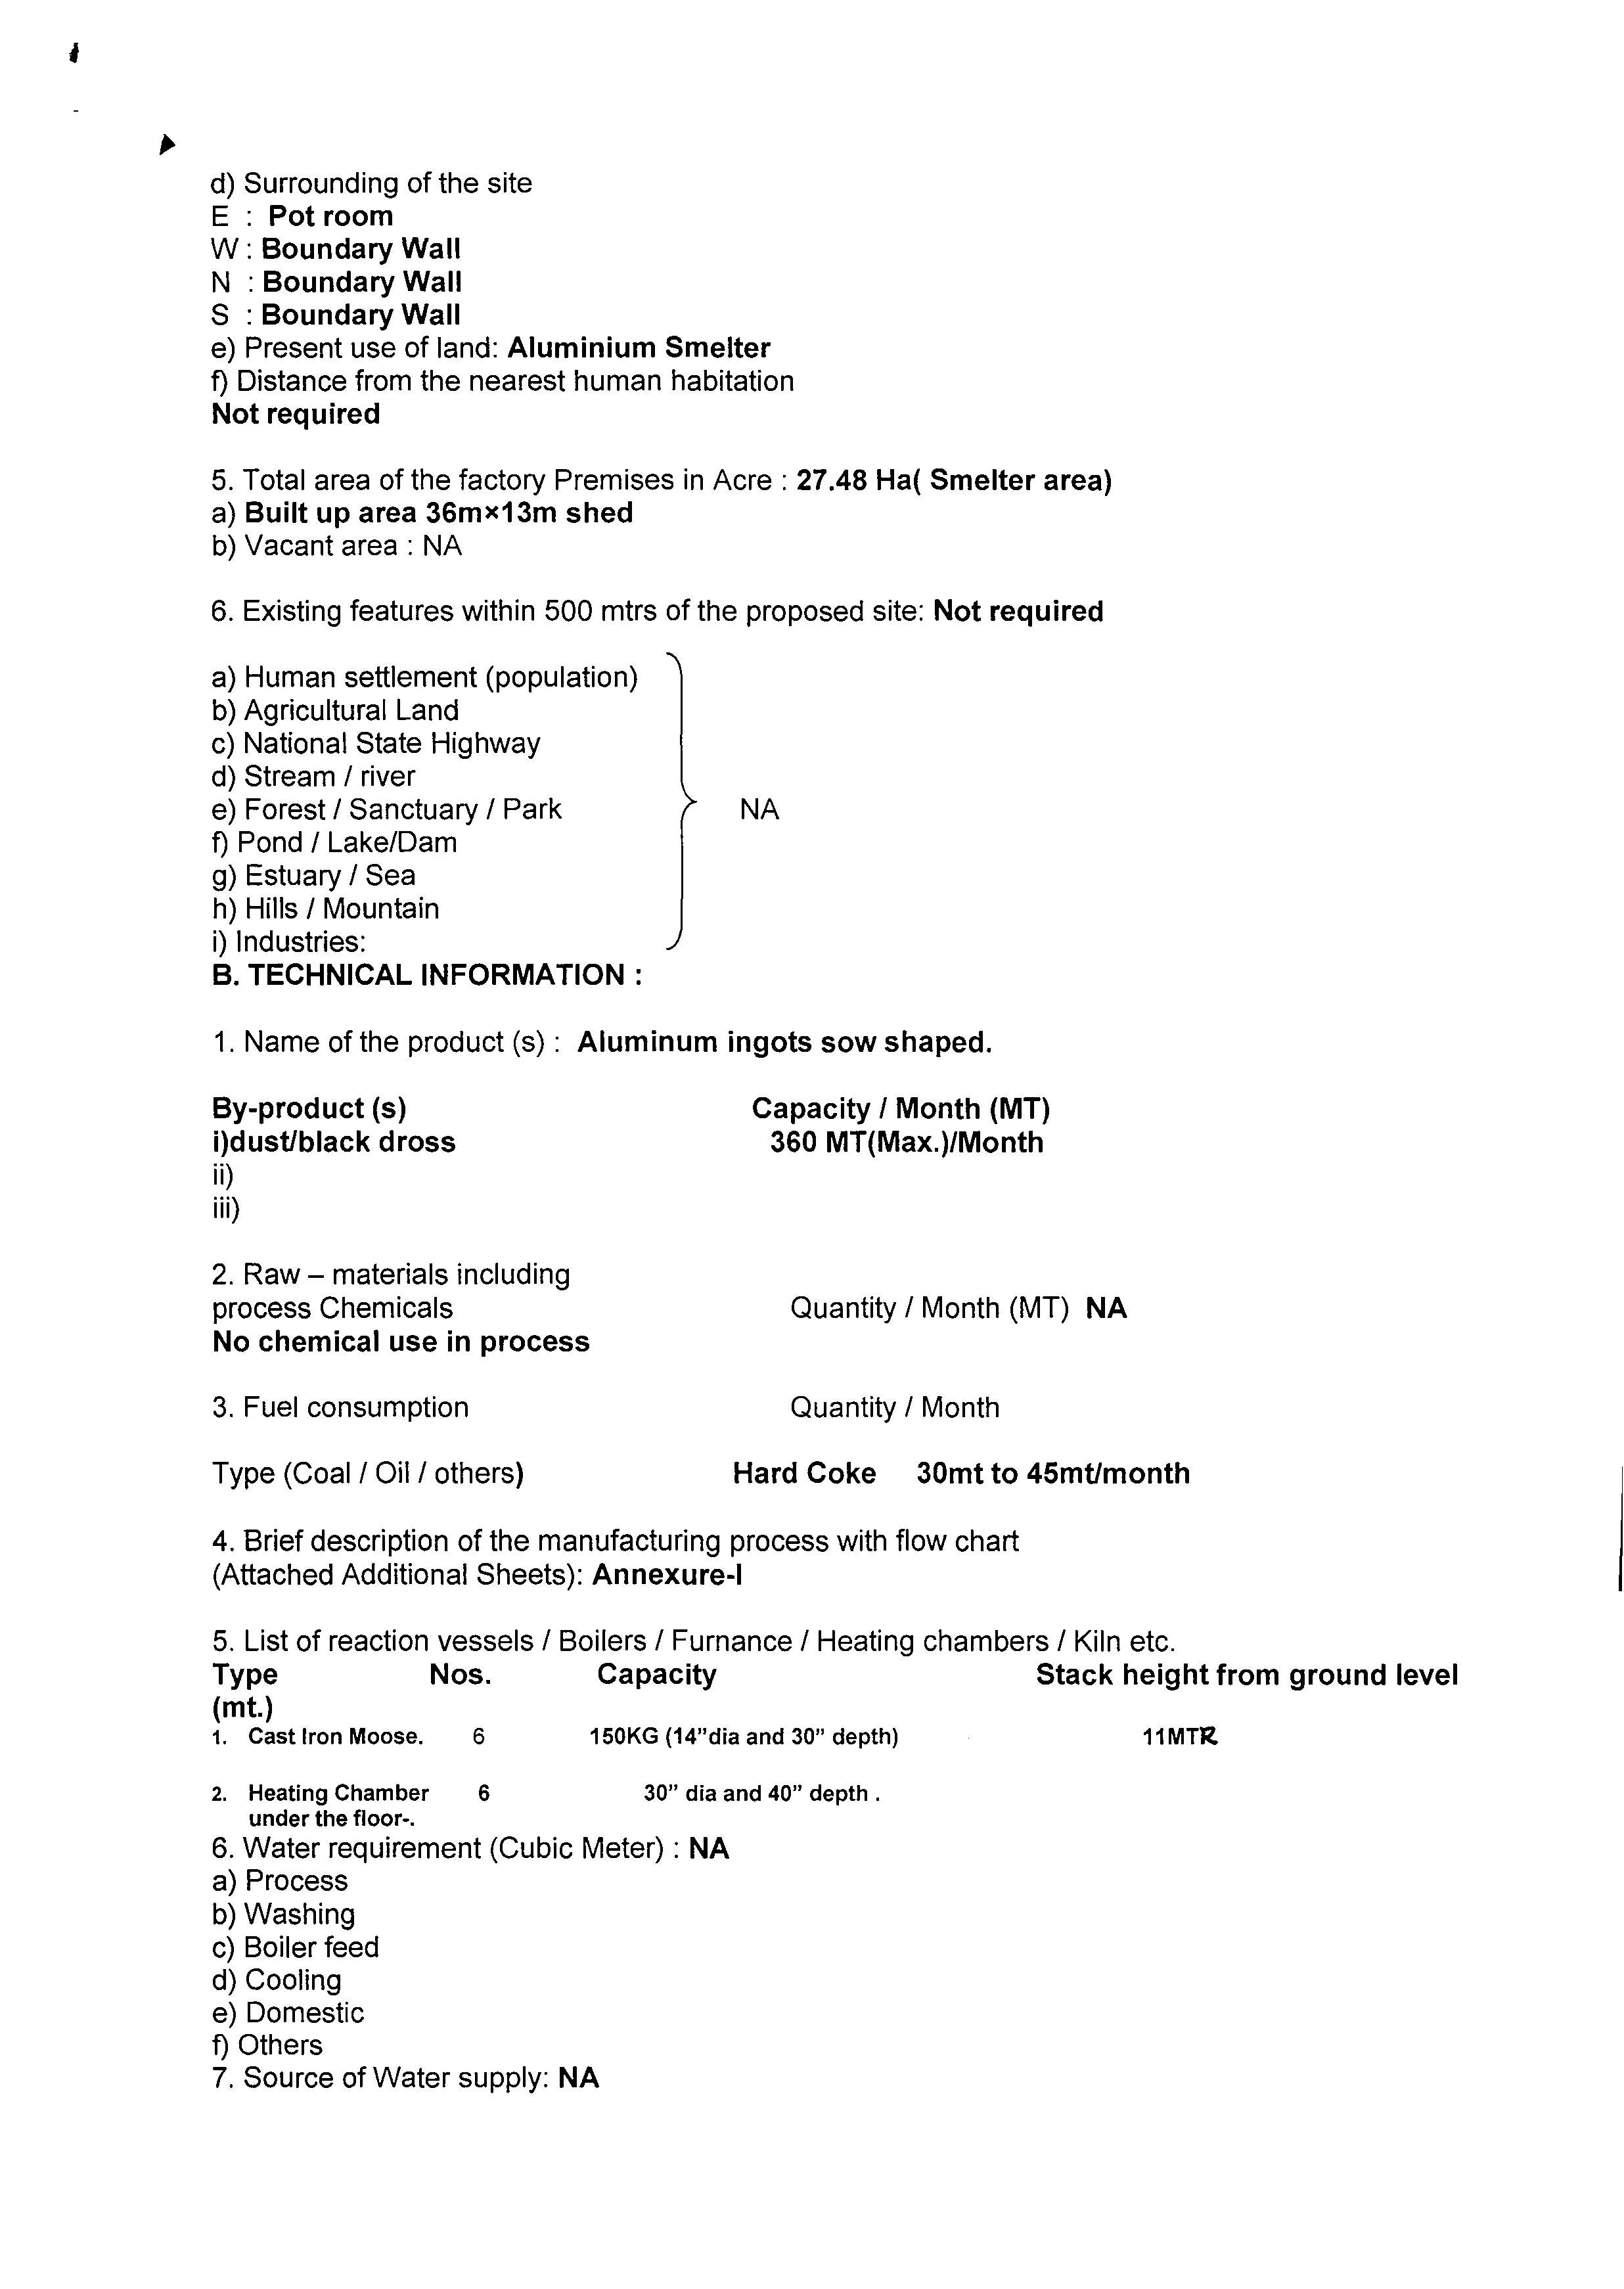 d) Surrounding of the site
E : Pot room
W : Boundary Wall
N : Boundary Wall
S : Boundary Wall
e) Present use of land: Aluminium Smelter
f) Distance from the nearest human habitation
Not required
5. Total area of the factory Premises in Acre : 27.48 Ha( Smelter area)
a) Built up area 36m×13m shed
b) Vacant area : NA
6. Existing features within 500 mtrs of the proposed site: Not required
a) Human settlement (population)
b) Agricultural Land
c) National State Highway
d) Stream / river
e) Forest / Sanctuary / Park NA
f) Pond / Lake/Dam
g) Estuary / Sea
h) Hills / Mountain
i) Industries:
B. TECHNICAL INFORMATION :
1. Name of the product (s) : Aluminum ingots sow shaped.
By-product (s) Capacity / Month (MT)
i)dust/black dross 360 MT(Max.)/Month
ii)
iii)
2. Raw – materials including
process Chemicals Quantity / Month (MT) NA
No chemical use in process
3. Fuel consumption Quantity / Month
Type (Coal / Oil / others) Hard Coke 30mt to 45mt/month
4. Brief description of the manufacturing process with flow chart
(Attached Additional Sheets): Annexure-I
5. List of reaction vessels / Boilers / Furnance / Heating chambers / Kiln etc.
Type Nos. Capacity Stack height from ground level
(mt.)
1. Cast Iron Moose. 6 150KG (14”dia and 30” depth) 11MTR
2. Heating Chamber 6 30” dia and 40” depth .
under the floor-.
6. Water requirement (Cubic Meter) : NA
a) Process
b) Washing
c) Boiler feed
d) Cooling
e) Domestic
f) Others
7. Source of Water supply: NA